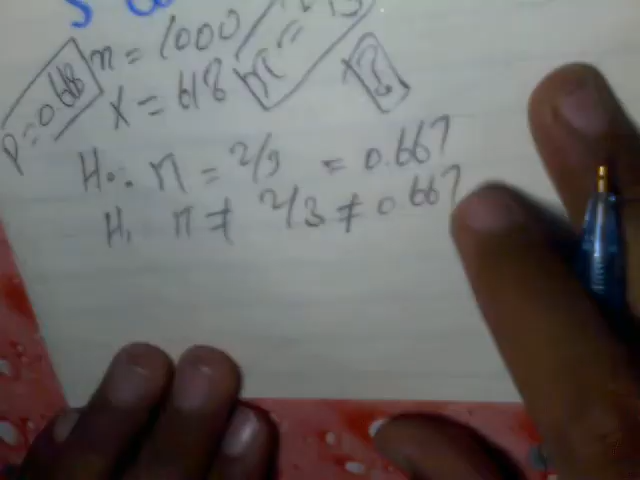 n = 1000
X = 618
P = 0.618
H₀: π = 2/3 = 0.667
H₁ π ≠ 2/3 ≠ 0.667